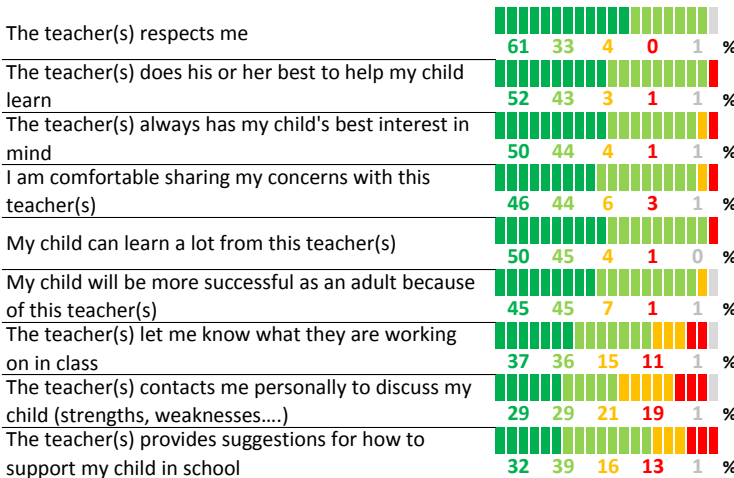 The teacher(s) respects me
61 33 4 0 1 %
The teacher(s) does his or her best to help my child
learn
52 43 3 1 1 %
The teacher(s) always has my child's best interest in
mind
50 44 4 1 1 %
I am comfortable sharing my concerns with this
teacher(s)
46 44 6 3 1 %
My child can learn a lot from this teacher(s)
50 45 4 1 0 %
My child will be more successful as an adult because
of this teacher(s)
45 45 7 1 1 %
The teacher(s) let me know what they are working
on in class
37 36 15 11 1 %
The teacher(s) contacts me personally to discuss my
child (strengths, weaknesses....)
29 29 21 19 1 %
The teacher(s) provides suggestions for how to
support my child in school
32 39 16 13 1 %